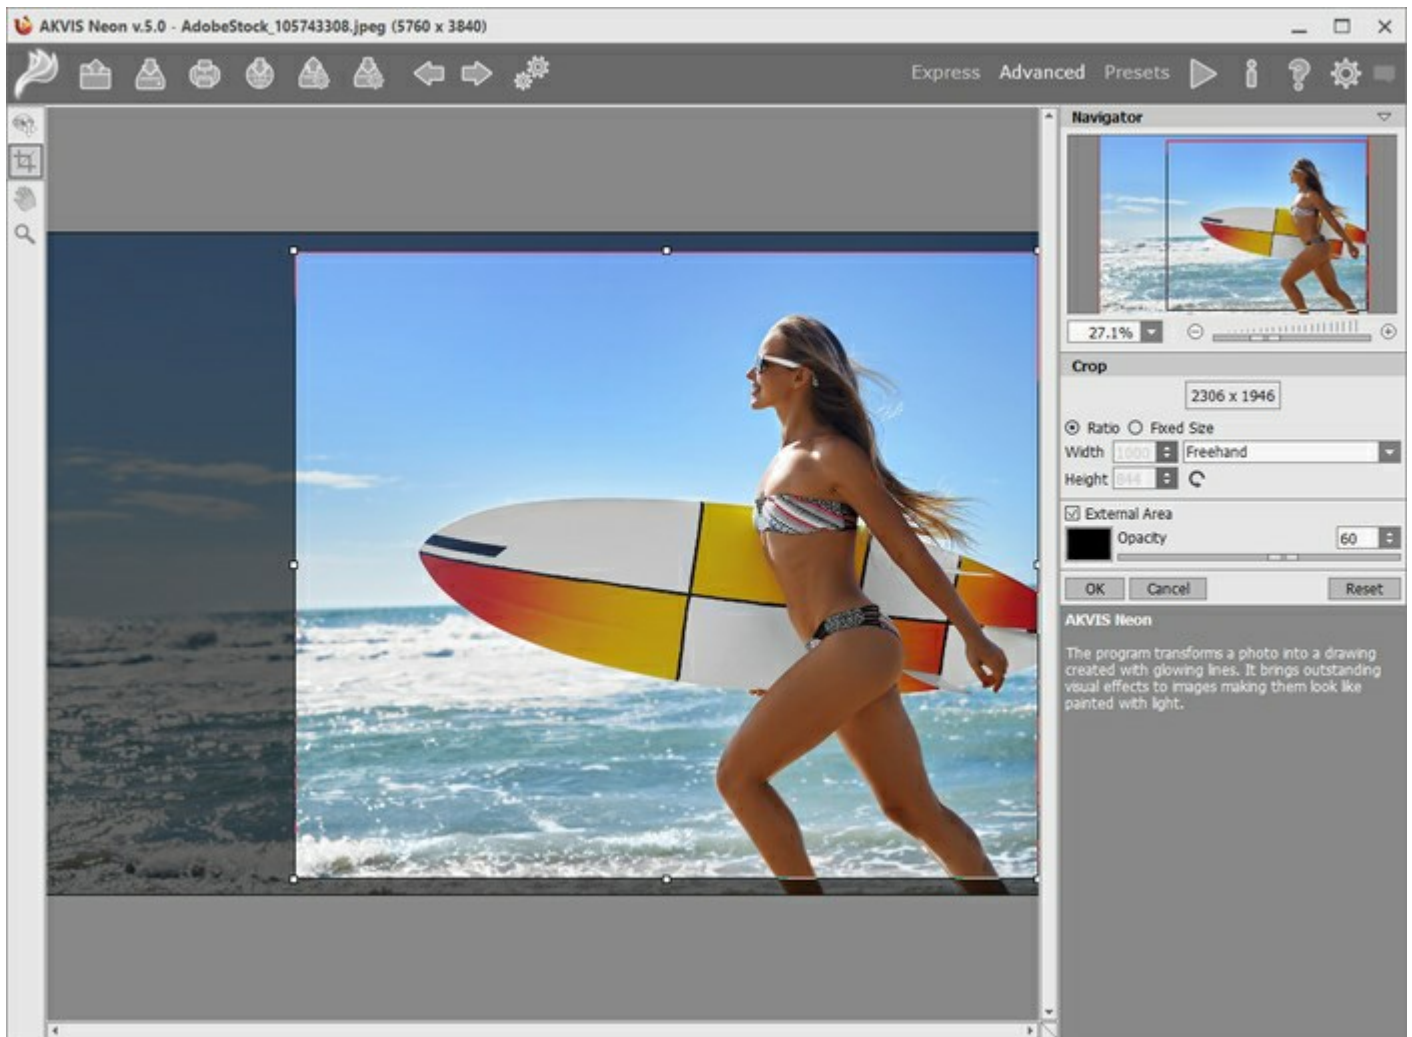 AKVIS Neon v.5.0 - AdobeStock_105743308.jpeg (5760 x 3840)
Express Advanced Presets
Navigator
27.1%
Crop
2306 x 1946
Ratio Fixed Size
Width 1000 Freehand
Height 844
External Area
Opacity 60
OK Cancel Reset
AKVIS Neon
The program transforms a photo into a drawing
created with glowing lines. It brings outstanding
visual effects to images making them look like
painted with light.